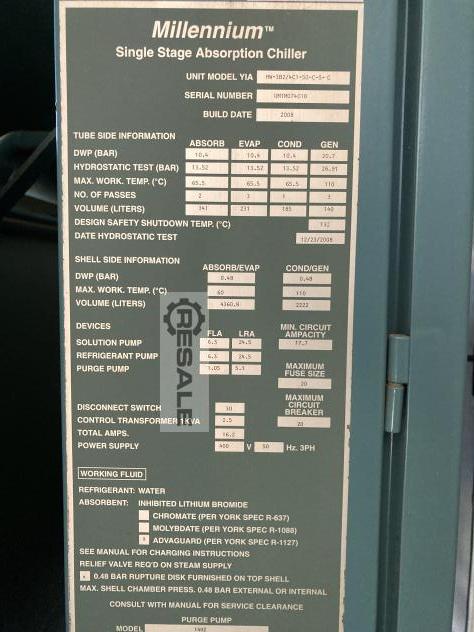 Millennium™
Single Stage Absorption Chiller
UNIT MODEL YIA HW-3B2/4C1-50-C-S-C
SERIAL NUMBER
BUILD DATE 2008
TUBE SIDE INFORMATION
ABSORB EVAP COND GEN
DWP (BAR) 10.4 10.4 10.4 20.7
HYDROSTATIC TEST (BAR) 13.52 13.52 13.52 26.91
MAX. WORK. TEMP. (°C) 65.5 65.5 65.5 110
NO. OF PASSES 2 3 1 3
VOLUME (LITERS) 341 231 185 140
DESIGN SAFETY SHUTDOWN TEMP. (°C) 132
DATE HYDROSTATIC TEST 12/23/2008
SHELL SIDE INFORMATION
ABSORB/EVAP COND/GEN
DWP (BAR) 0.48 0.48
MAX. WORK. TEMP. (°C) 60 110
VOLUME (LITERS) 4360.8 2222
DEVICES FLA LRA MIN. CIRCUIT AMPACITY
SOLUTION PUMP 6.3 24.5 17.7
REFRIGERANT PUMP 6.3 24.5
PURGE PUMP 1.05 5.1 MAXIMUM FUSE SIZE
20
DISCONNECT SWITCH 30 MAXIMUM CIRCUIT BREAKER
CONTROL TRANSFORMER 1KVA 2.5 20
TOTAL AMPS. 16.2
POWER SUPPLY 400 V 50 Hz. 3PH
WORKING FLUID
REFRIGERANT: WATER
ABSORBENT: INHIBITED LITHIUM BROMIDE
CHROMATE (PER YORK SPEC R-637)
MOLYBDATE (PER YORK SPEC R-1088)
X ADVAGUARD (PER YORK SPEC R-1127)
SEE MANUAL FOR CHARGING INSTRUCTIONS
RELIEF VALVE REQ'D ON STEAM SUPPLY
X 0.48 BAR RUPTURE DISK FURNISHED ON TOP SHELL
MAX. SHELL CHAMBER PRESS. 0.48 BAR EXTERNAL OR INTERNAL
CONSULT WITH MANUAL FOR SERVICE CLEARANCE
PURGE PUMP
MODEL 1402
RESALE